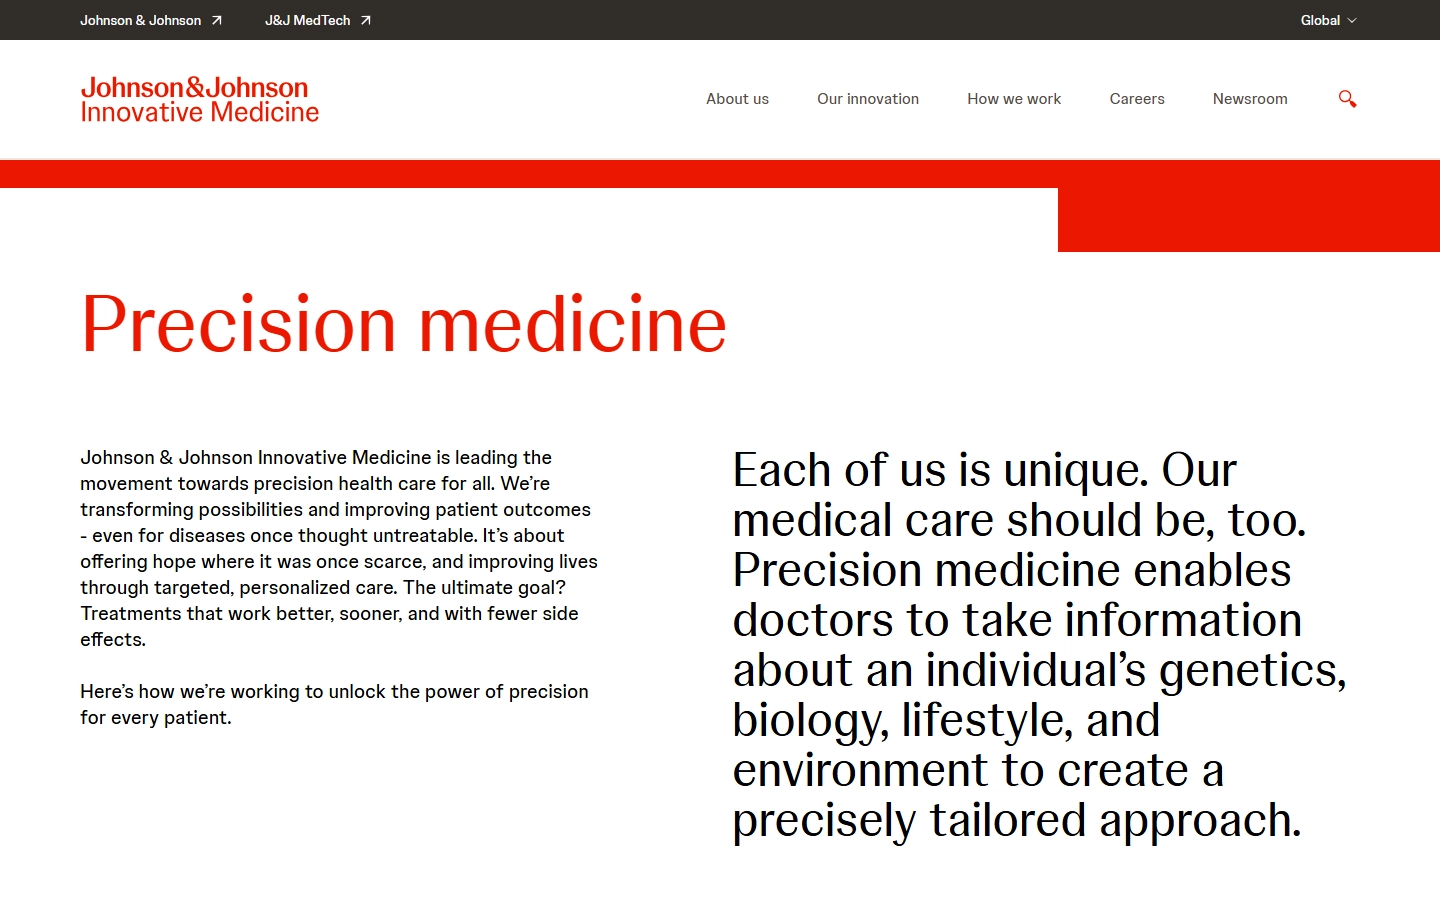 Johnson & Johnson
J&J MedTech
Global
Johnson&Johnson
Innovative Medicine
About us
Our innovation
How we work
Careers
Newsroom
Precision medicine
Johnson & Johnson Innovative Medicine is leading the
movement towards precision health care for all. We’re
transforming possibilities and improving patient outcomes
- even for diseases once thought untreatable. It’s about
offering hope where it was once scarce, and improving lives
through targeted, personalized care. The ultimate goal?
Treatments that work better, sooner, and with fewer side
effects.
Here’s how we’re working to unlock the power of precision
for every patient.
Each of us is unique. Our
medical care should be, too.
Precision medicine enables
doctors to take information
about an individual’s genetics,
biology, lifestyle, and
environment to create a
precisely tailored approach.